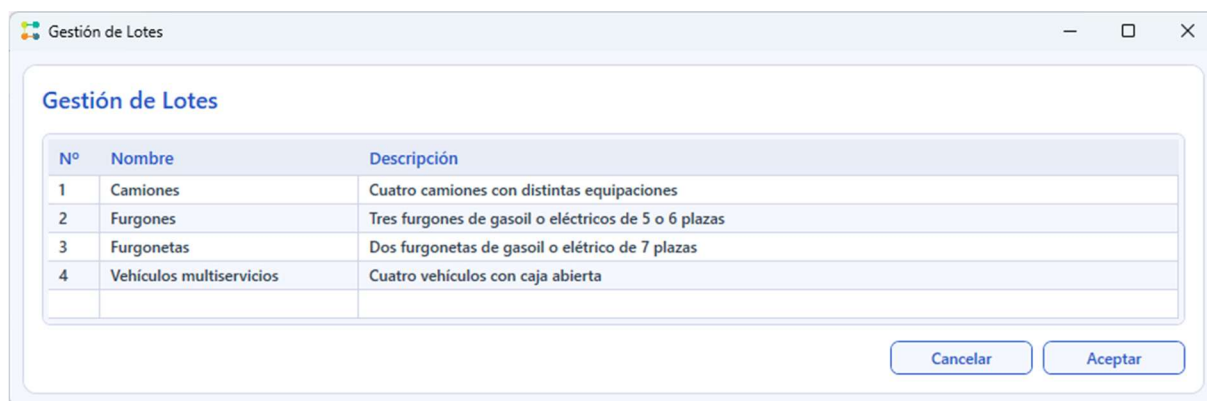 Gestión de Lotes
Gestión de Lotes
Nº Nombre Descripción
1 Camiones Cuatro camiones con distintas equipaciones
2 Furgones Tres furgones de gasoil o eléctricos de 5 o 6 plazas
3 Furgonetas Dos furgonetas de gasoil o elétrico de 7 plazas
4 Vehículos multiservicios Cuatro vehículos con caja abierta
Cancelar Aceptar